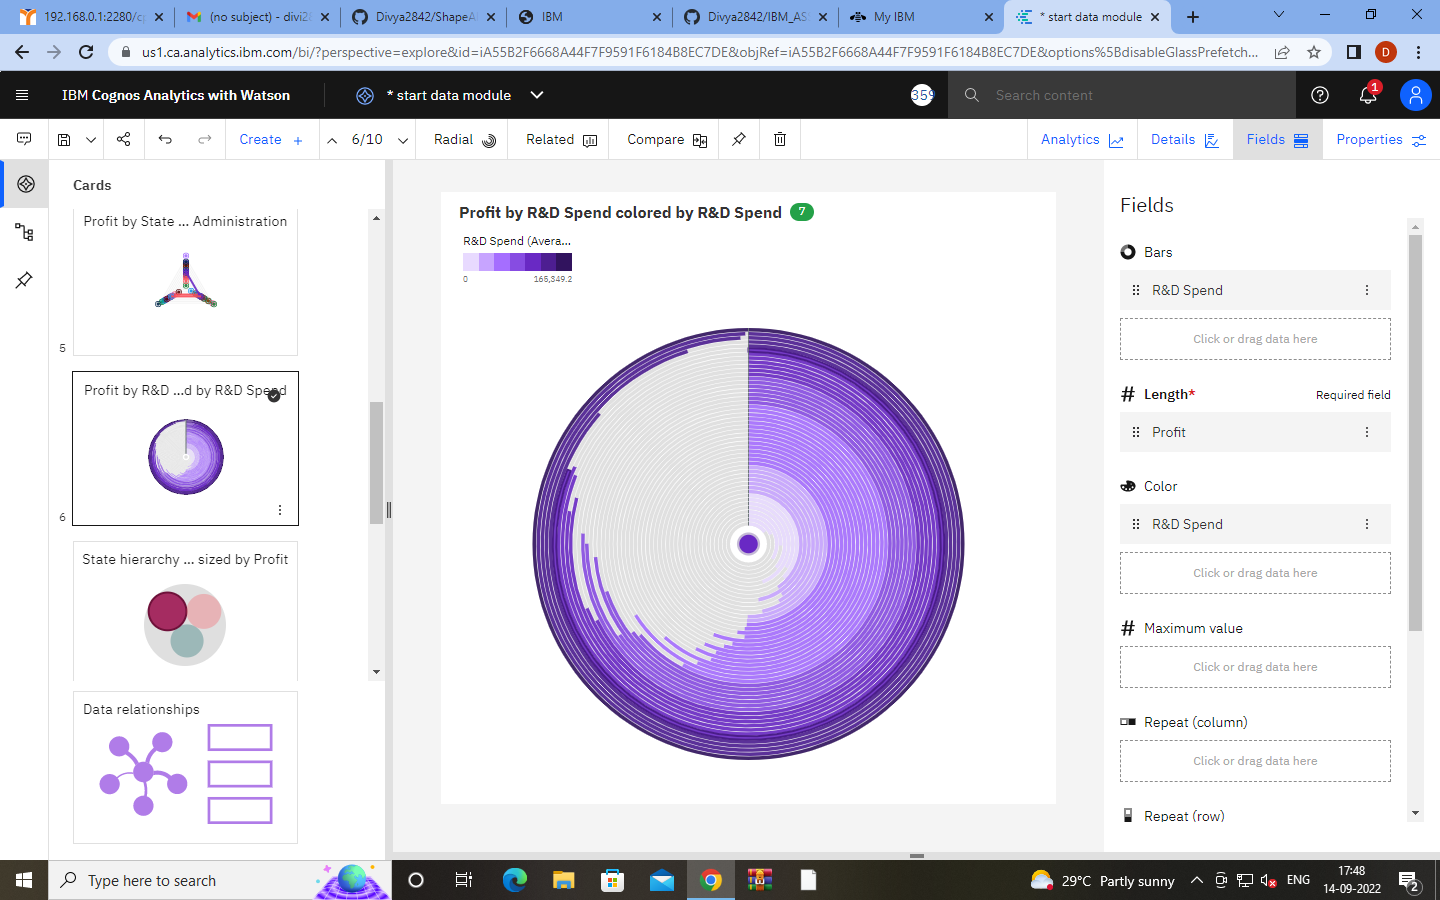 192.168.0.1:2280/cp
(no subject) - divi28
Divya2842/ShapeA
IBM
Divya2842/IBM_AS
My IBM
* start data module
us1.ca.analytics.ibm.com/bi/?perspective=explore&id=iA55B2F6668A44F7F9591F6184B8EC7DE&objRef=iA55B2F6668A44F7F9591F6184B8EC7DE&options%5BdisableGlassPrefetch...
D
IBM Cognos Analytics with Watson
* start data module
359
Search content
1
Create +
6/10
Radial
Related
Compare
Analytics
Details
Fields
Properties
Cards
Profit by State ... Administration
5
Profit by R&D ...d by R&D Spend
6
State hierarchy ... sized by Profit
Data relationships
Profit by R&D Spend colored by R&D Spend
7
R&D Spend (Avera...
0
165,349.2
Fields
Bars
R&D Spend
Click or drag data here
Length*
Required field
Profit
Color
R&D Spend
Click or drag data here
Maximum value
Click or drag data here
Repeat (column)
Click or drag data here
Repeat (row)
Type here to search
29°C Partly sunny
ENG
17:48
14-09-2022
2